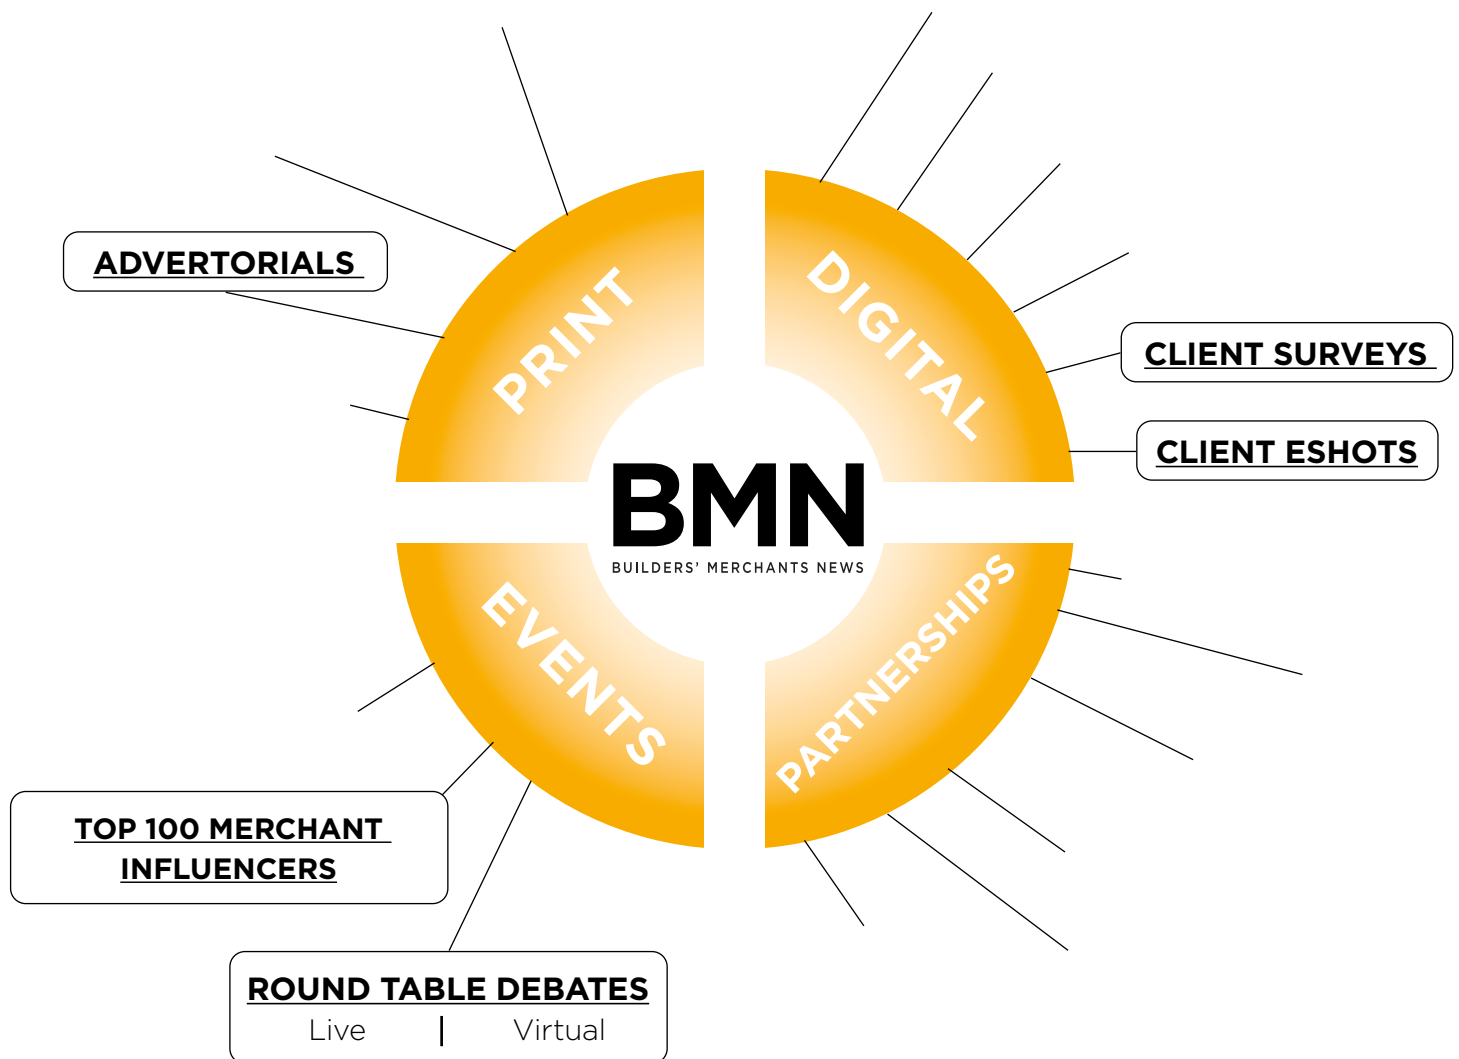 ADVERTORIALS
PRINT
DIGITAL
CLIENT SURVEYS
CLIENT ESHOTS
BMN
BUILDERS’ MERCHANTS NEWS
EVENTS
PARTNERSHIPS
TOP 100 MERCHANT
INFLUENCERS
ROUND TABLE DEBATES
Live | Virtual